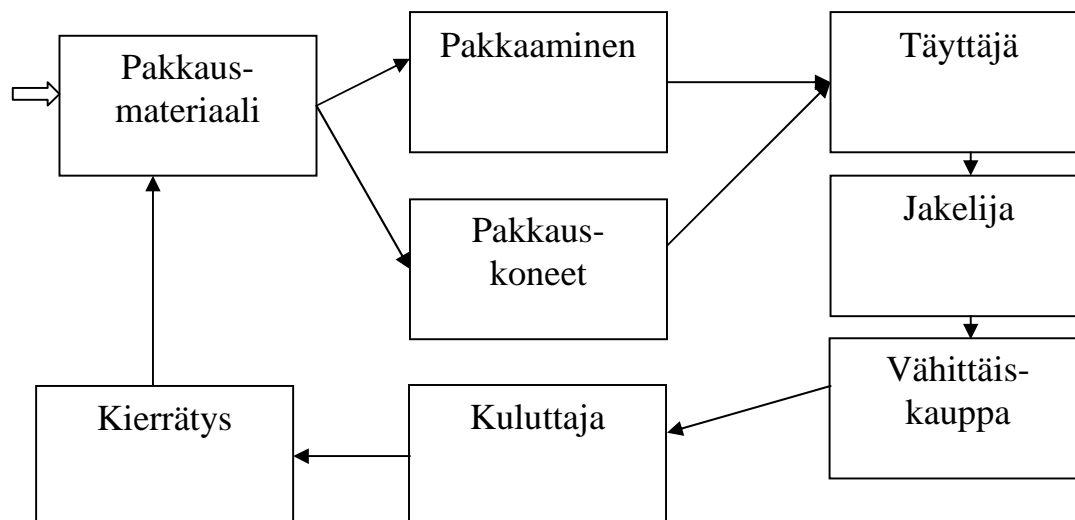 Pakkaus-
materiaali
Pakkaaminen
Pakkaus-
koneet
Täyttäjä
Jakelija
Vähittäis-
kauppa
Kuluttaja
Kierrätys